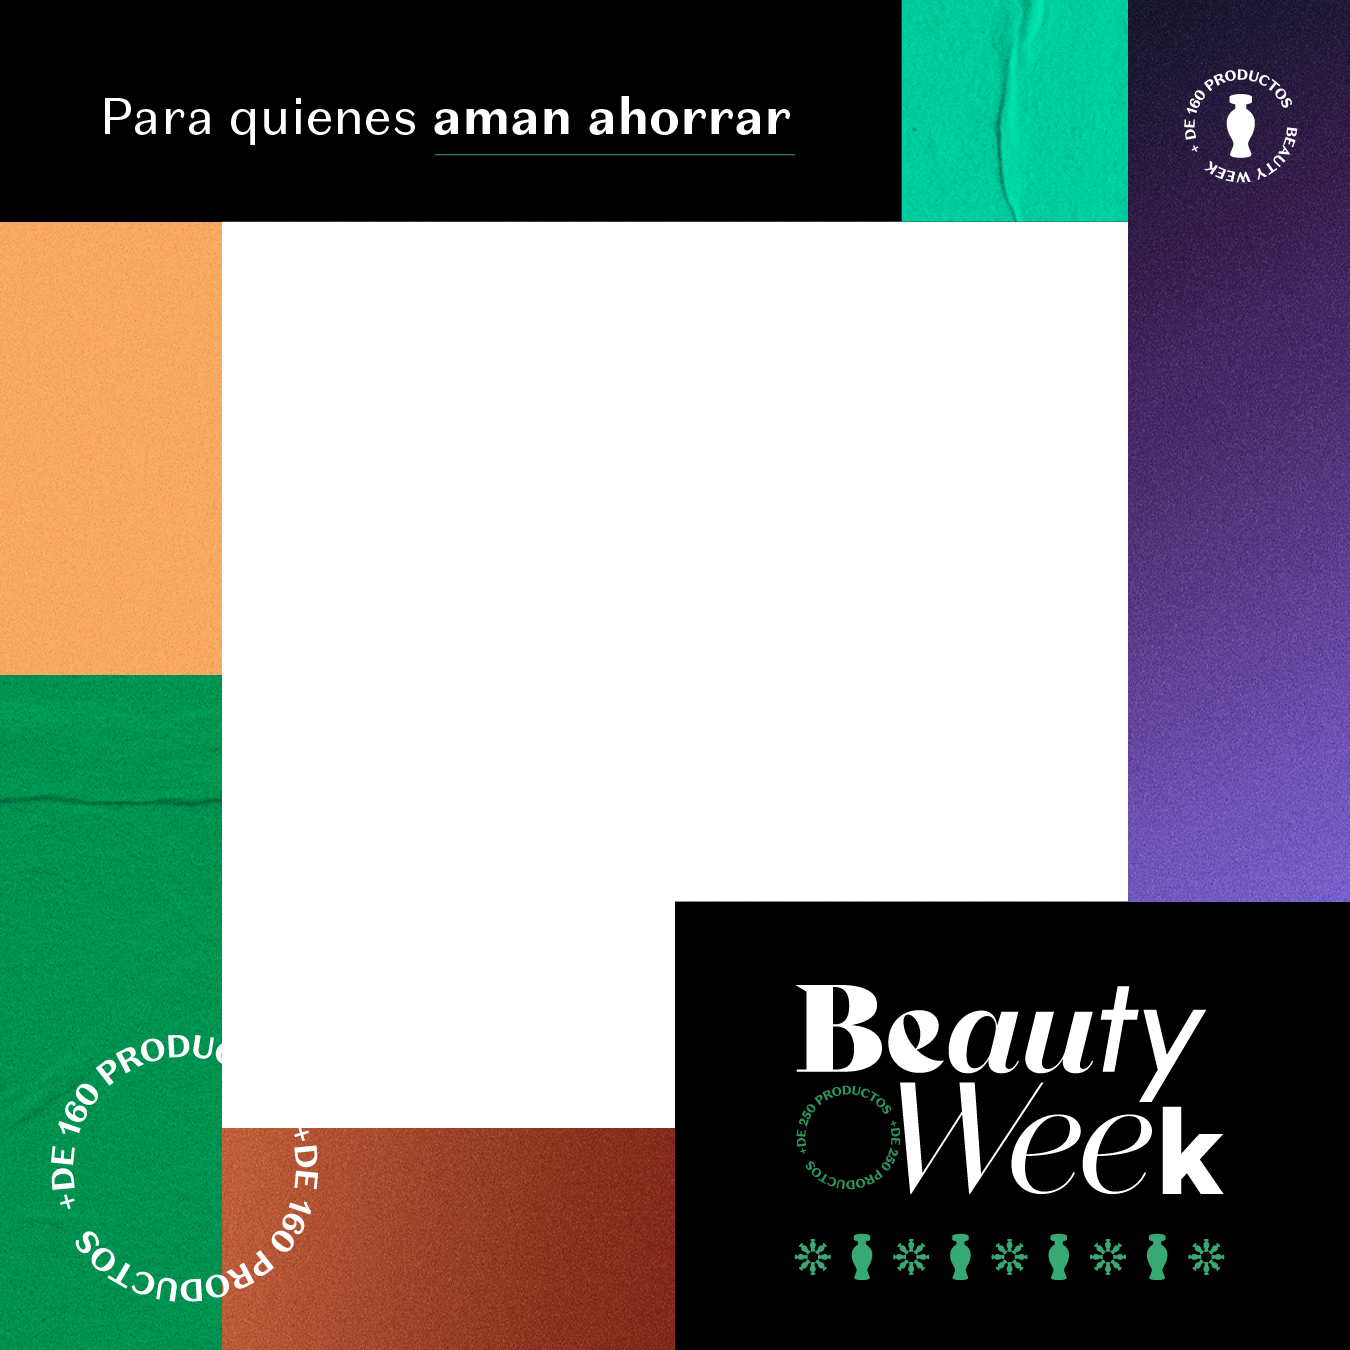 Para quienes aman ahorrar
+ DE 160 PRODUCTOS BEAUTY WEEK
+DE 160 PRODUC
+DE 160 PRODUCTOS
Beauty
Week
+DE 250 PRODUCTOS +DE 250 PRODUCTOS